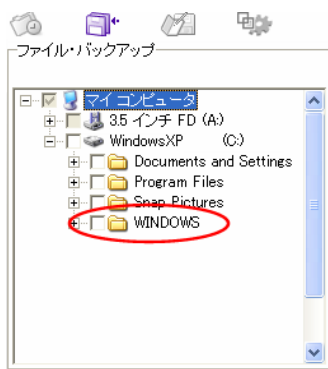 ファイル・バックアップ
マイ コンピュータ
3.5 インチ FD (A:)
WindowsXP (C:)
Documents and Settings
Program Files
Snap Pictures
WINDOWS